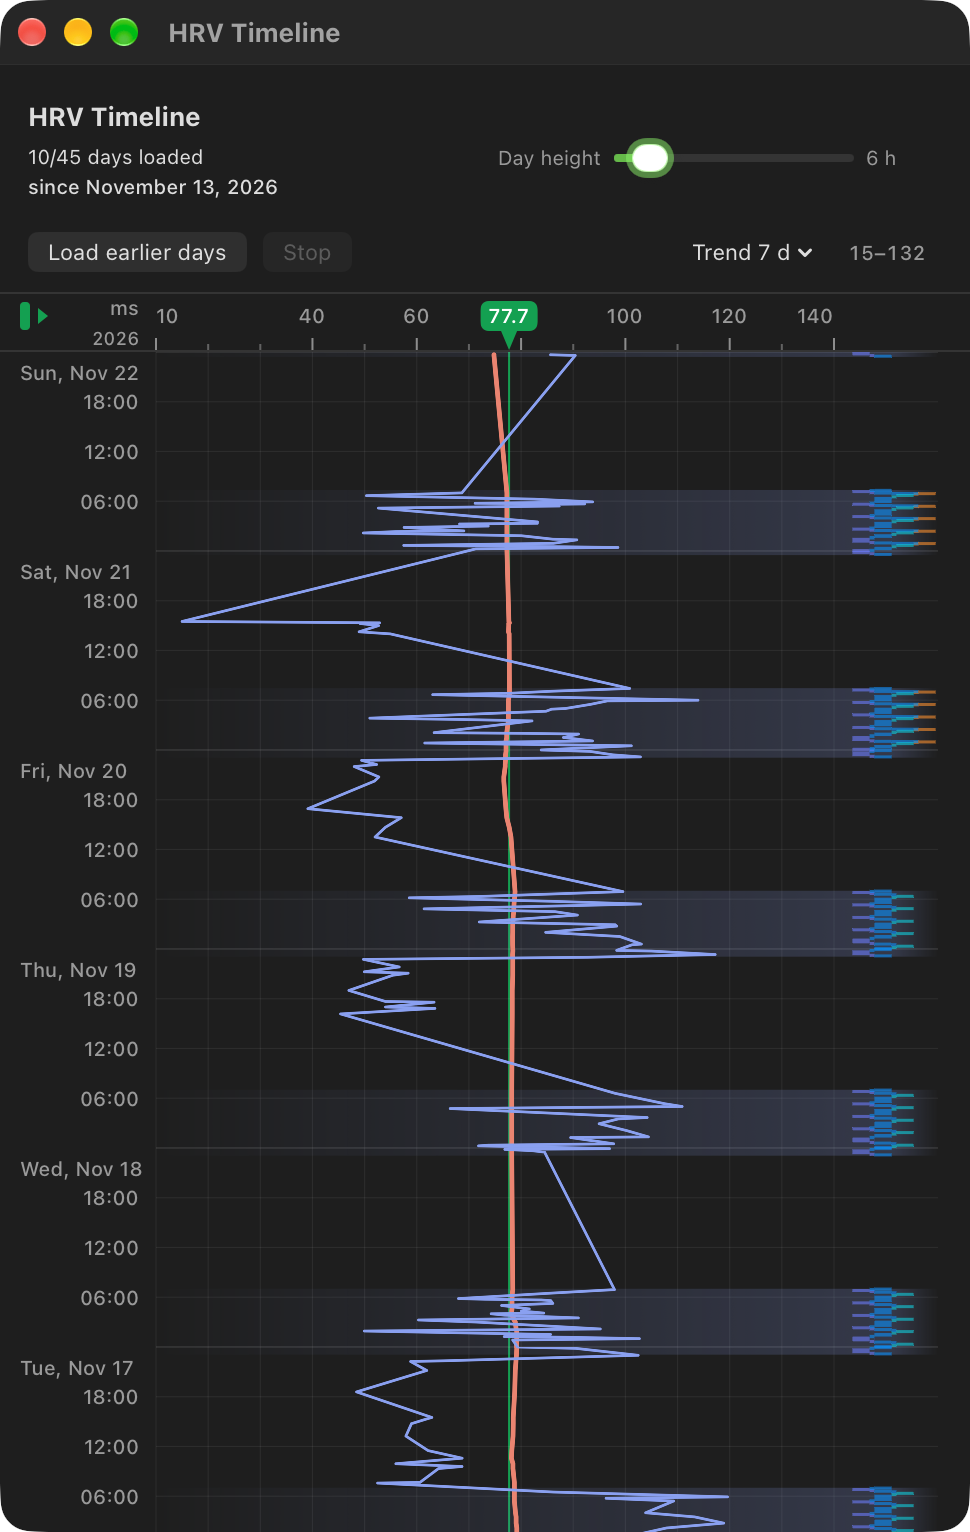 HRV Timeline
HRV Timeline
10/45 days loaded
since November 13, 2026
Day height
6 h
Load earlier days
Stop
Trend 7 d
15–132
ms
2026
10
40
60
77.7
100
120
140
Sun, Nov 22
18:00
12:00
06:00
Sat, Nov 21
18:00
12:00
06:00
Fri, Nov 20
18:00
12:00
06:00
Thu, Nov 19
18:00
12:00
06:00
Wed, Nov 18
18:00
12:00
06:00
Tue, Nov 17
18:00
12:00
06:00